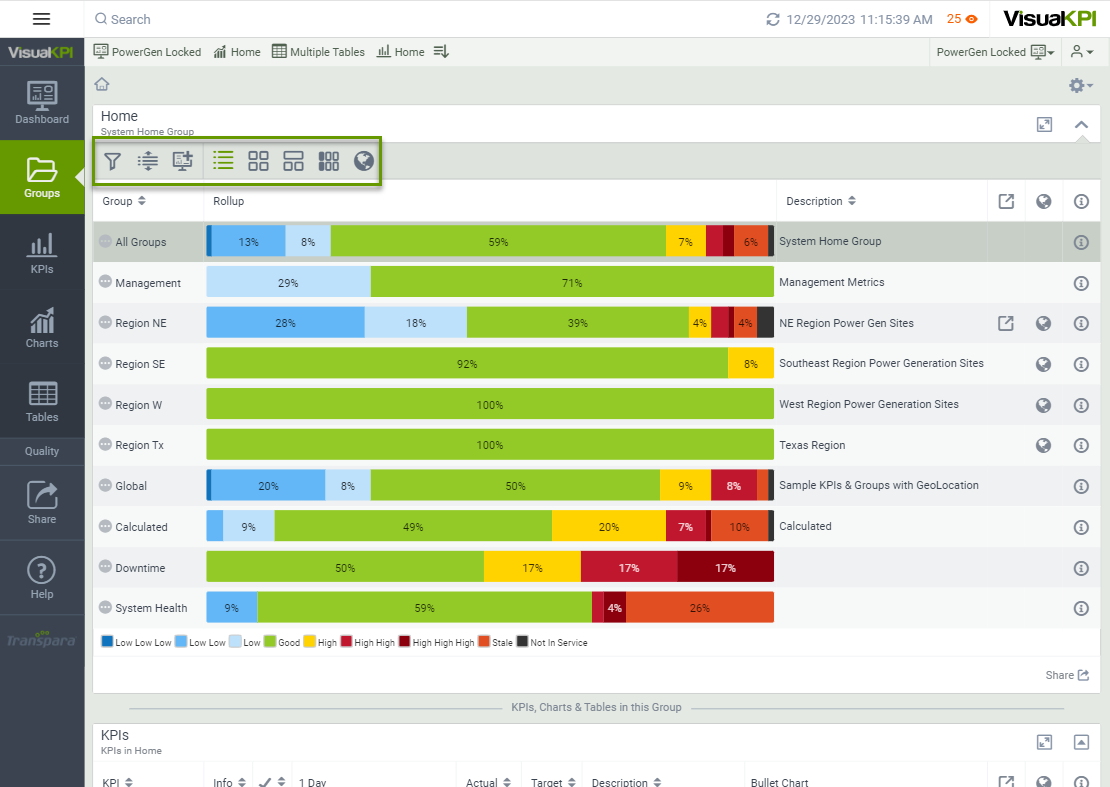 Search
12/29/2023 11:15:39 AM
25
VisualKPI
VisualKPI
PowerGen Locked
Home
Multiple Tables
Home
PowerGen Locked
Dashboard
Groups
KPIs
Charts
Tables
Quality
Share
Help
Transpara
Home
System Home Group
Group Rollup Description
All Groups 13% 8% 59% 7% 6% System Home Group
Management 29% 71% Management Metrics
Region NE 28% 18% 39% 4% 4% NE Region Power Gen Sites
Region SE 92% 8% Southeast Region Power Generation Sites
Region W 100% West Region Power Generation Sites
Region Tx 100% Texas Region
Global 20% 8% 50% 9% 8% Sample KPIs & Groups with GeoLocation
Calculated 9% 49% 20% 7% 10% Calculated
Downtime 50% 17% 17% 17%
System Health 9% 59% 4% 26%
Low Low Low Low Low Low Good High High High High High High Stale Not In Service
Share
KPIs, Charts & Tables in this Group
KPIs
KPIs in Home
KPI Info 1 Day Actual Target Description Bullet Chart